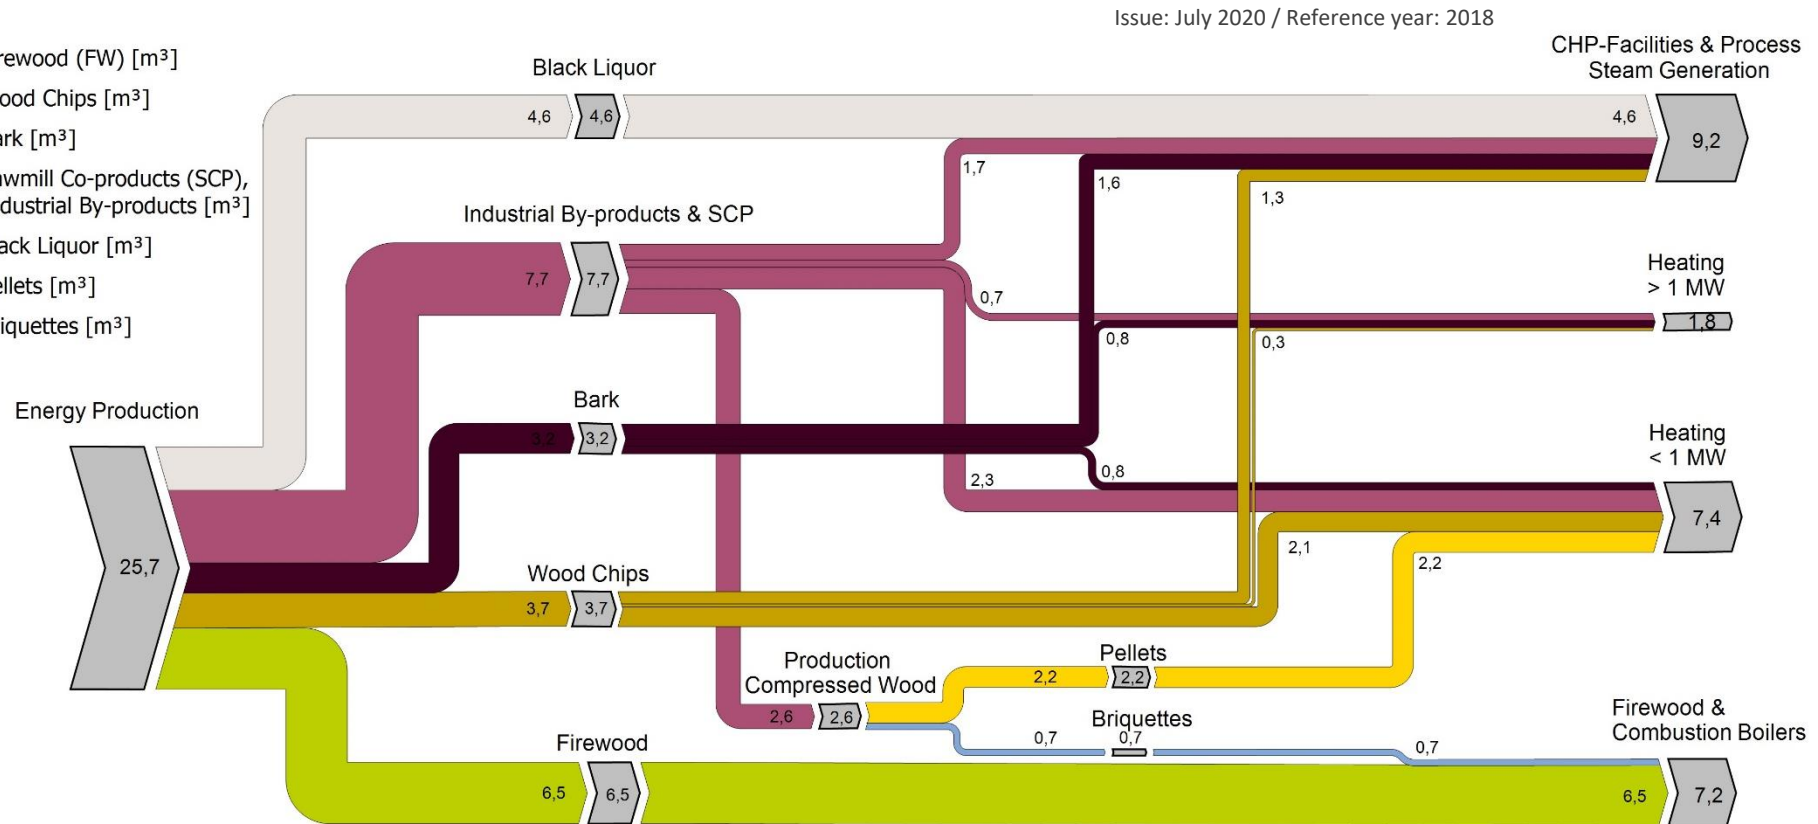 Issue: July 2020 / Reference year: 2018
rewood (FW) [m³]
ood Chips [m³]
ark [m³]
awmill Co-products (SCP),
dustrial By-products [m³]
ack Liquor [m³]
ellets [m³]
iquettes [m³]
Energy Production
25,7
Black Liquor
4,6
4,6
4,6
CHP-Facilities & Process
Steam Generation
9,2
1,7
1,6
1,3
Industrial By-products & SCP
7,7
7,7
0,7
Heating
> 1 MW
1,8
0,8
0,3
Bark
3,2
3,2
0,8
2,3
Heating
< 1 MW
7,4
2,1
2,2
Wood Chips
3,7
3,7
Production
Compressed Wood
2,6
2,6
Pellets
2,2
2,2
Briquettes
0,7
0,7
0,7
Firewood
6,5
6,5
6,5
Firewood &
Combustion Boilers
7,2